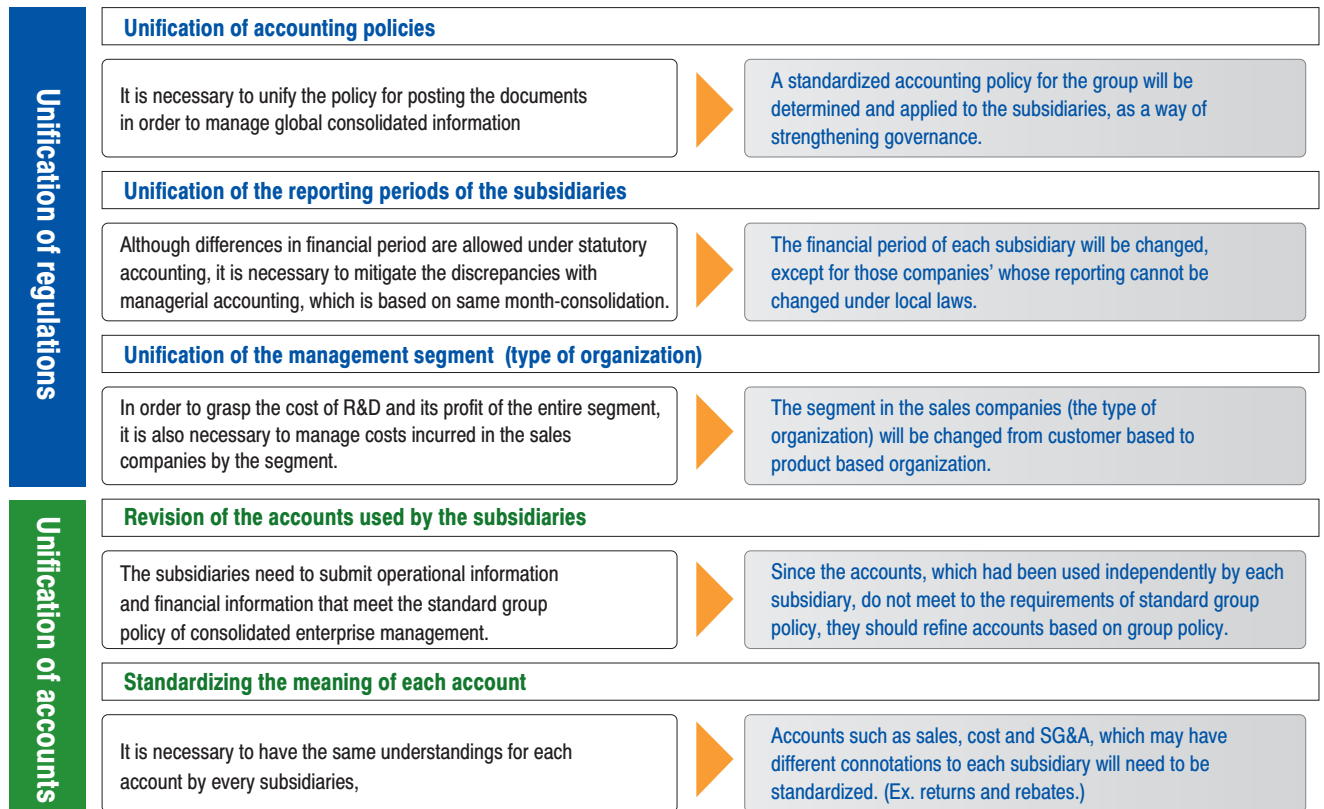 Unification of regulations
Unification of accounting policies
It is necessary to unify the policy for posting the documents
in order to manage global consolidated information
A standardized accounting policy for the group will be
determined and applied to the subsidiaries, as a way of
strengthening governance.
Unification of the reporting periods of the subsidiaries
Although differences in financial period are allowed under statutory
accounting, it is necessary to mitigate the discrepancies with
managerial accounting, which is based on same month-consolidation.
The financial period of each subsidiary will be changed,
except for those companies' whose reporting cannot be
changed under local laws.
Unification of the management segment (type of organization)
In order to grasp the cost of R&D and its profit of the entire segment,
it is also necessary to manage costs incurred in the sales
companies by the segment.
The segment in the sales companies (the type of
organization) will be changed from customer based to
product based organization.
Unification of accounts
Revision of the accounts used by the subsidiaries
The subsidiaries need to submit operational information
and financial information that meet the standard group
policy of consolidated enterprise management.
Since the accounts, which had been used independently by each
subsidiary, do not meet to the requirements of standard group
policy, they should refine accounts based on group policy.
Standardizing the meaning of each account
It is necessary to have the same understandings for each
account by every subsidiaries,
Accounts such as sales, cost and SG&A, which may have
different connotations to each subsidiary will need to be
standardized. (Ex. returns and rebates.)